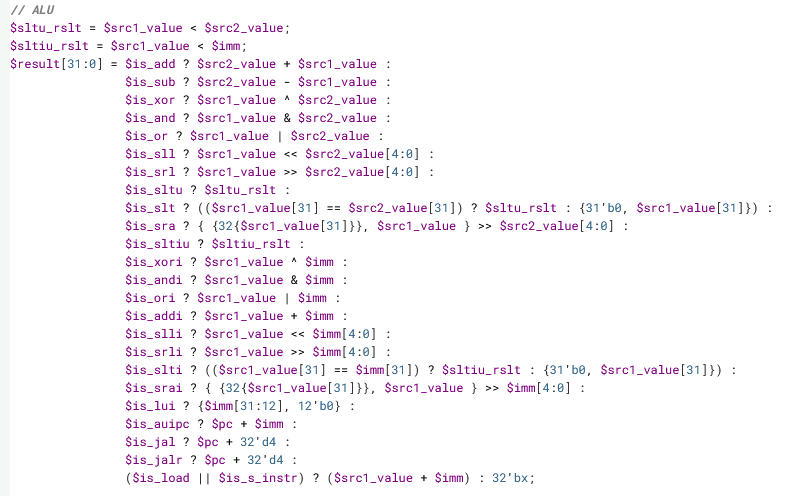 // ALU
$sltu_rslt = $src1_value < $src2_value;
$sltiu_rslt = $src1_value < $imm;
$result[31:0] = $is_add ? $src2_value + $src1_value :
$is_sub ? $src2_value - $src1_value :
$is_xor ? $src1_value ^ $src2_value :
$is_and ? $src1_value & $src2_value :
$is_or ? $src1_value | $src2_value :
$is_sll ? $src1_value << $src2_value[4:0] :
$is_srl ? $src1_value >> $src2_value[4:0] :
$is_sltu ? $sltu_rslt :
$is_slt ? (($src1_value[31] == $src2_value[31]) ? $sltu_rslt : {31'b0, $src1_value[31]}) :
$is_sra ? { {32{$src1_value[31]}}, $src1_value } >> $src2_value[4:0] :
$is_sltiu ? $sltiu_rslt :
$is_xori ? $src1_value ^ $imm :
$is_andi ? $src1_value & $imm :
$is_ori ? $src1_value | $imm :
$is_addi ? $src1_value + $imm :
$is_slli ? $src1_value << $imm[4:0] :
$is_srli ? $src1_value >> $imm[4:0] :
$is_slti ? (($src1_value[31] == $imm[31]) ? $sltiu_rslt : {31'b0, $src1_value[31]}) :
$is_srai ? { {32{$src1_value[31]}}, $src1_value } >> $imm[4:0] :
$is_lui ? {$imm[31:12], 12'b0} :
$is_auipc ? $pc + $imm :
$is_jal ? $pc + 32'd4 :
$is_jalr ? $pc + 32'd4 :
($is_load || $is_s_instr) ? ($src1_value + $imm) : 32'bx;